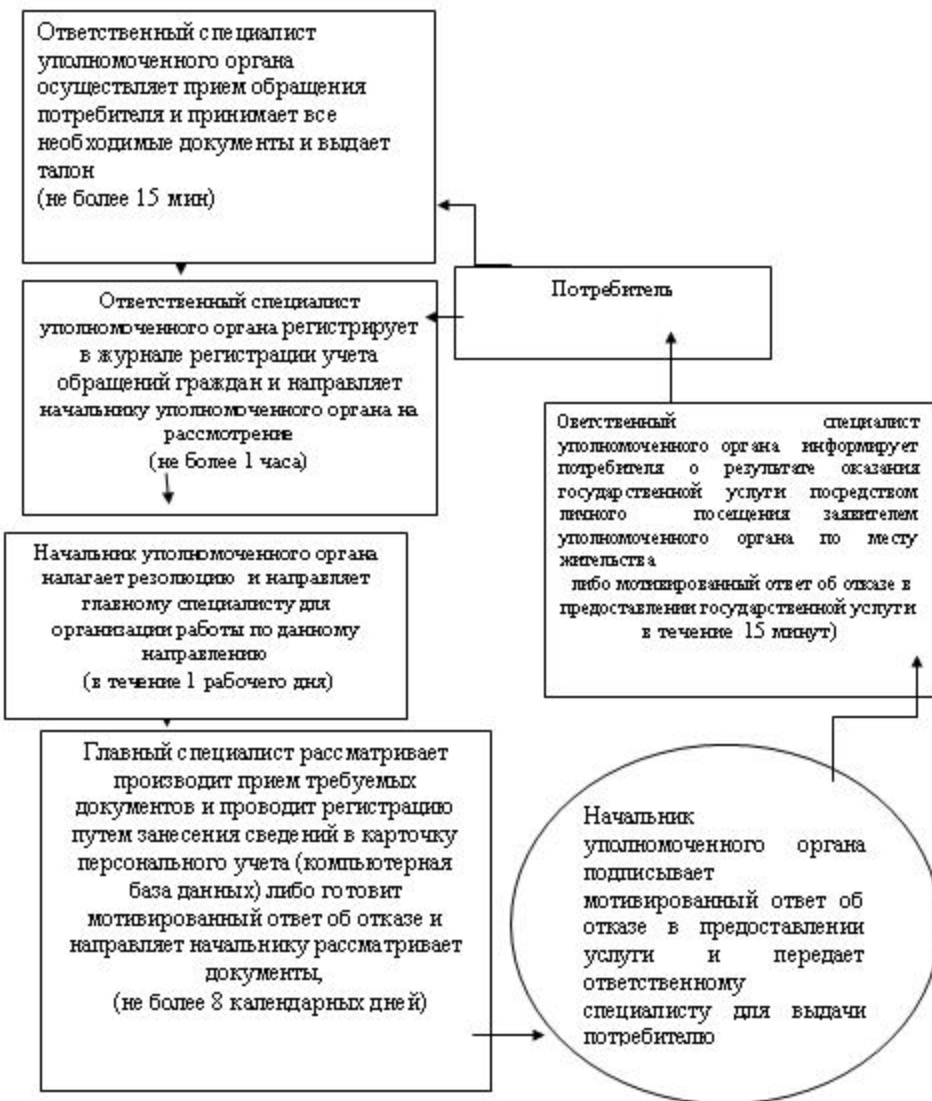 Ответственный специалист
уполномоченного органа
осуществляет прием обращения
потребителя и принимает все
необходимые документы и выдает
талон
(не более 15 мин)
Потребитель
Ответственный специалист
уполномоченного органа регистрирует
в журнале регистрации учета
обращений граждан и направляет
начальнику уполномоченного органа на
рассмотрение
(не более 1 часа)
Ответственный специалист
уполномоченного органа информирует
потребителя о результате оказания
государственной услуги посредством
личного посещения заявителем
уполномоченного органа по месту
жительства
либо мотивированный ответ об отказе в
предоставлении государственной услуги
в течение 15 минут)
Начальник уполномоченного органа
налагает резолюцию и направляет
главному специалисту для
организации работы по данному
направлению
(в течение 1 рабочего дня)
Главный специалист рассматривает
производит прием требуемых
документов и проводит регистрацию
путем занесения сведений в карточку
персонального учета (компьютерная
база данных) либо готовит
мотивированный ответ об отказе и
направляет начальнику рассматривает
документы,
(не более 8 календарных дней)
Начальник
уполномоченного органа
подписывает
мотивированный ответ об
отказе в предоставлении
услуги и передает
ответственному
специалисту для выдачи
потребителю